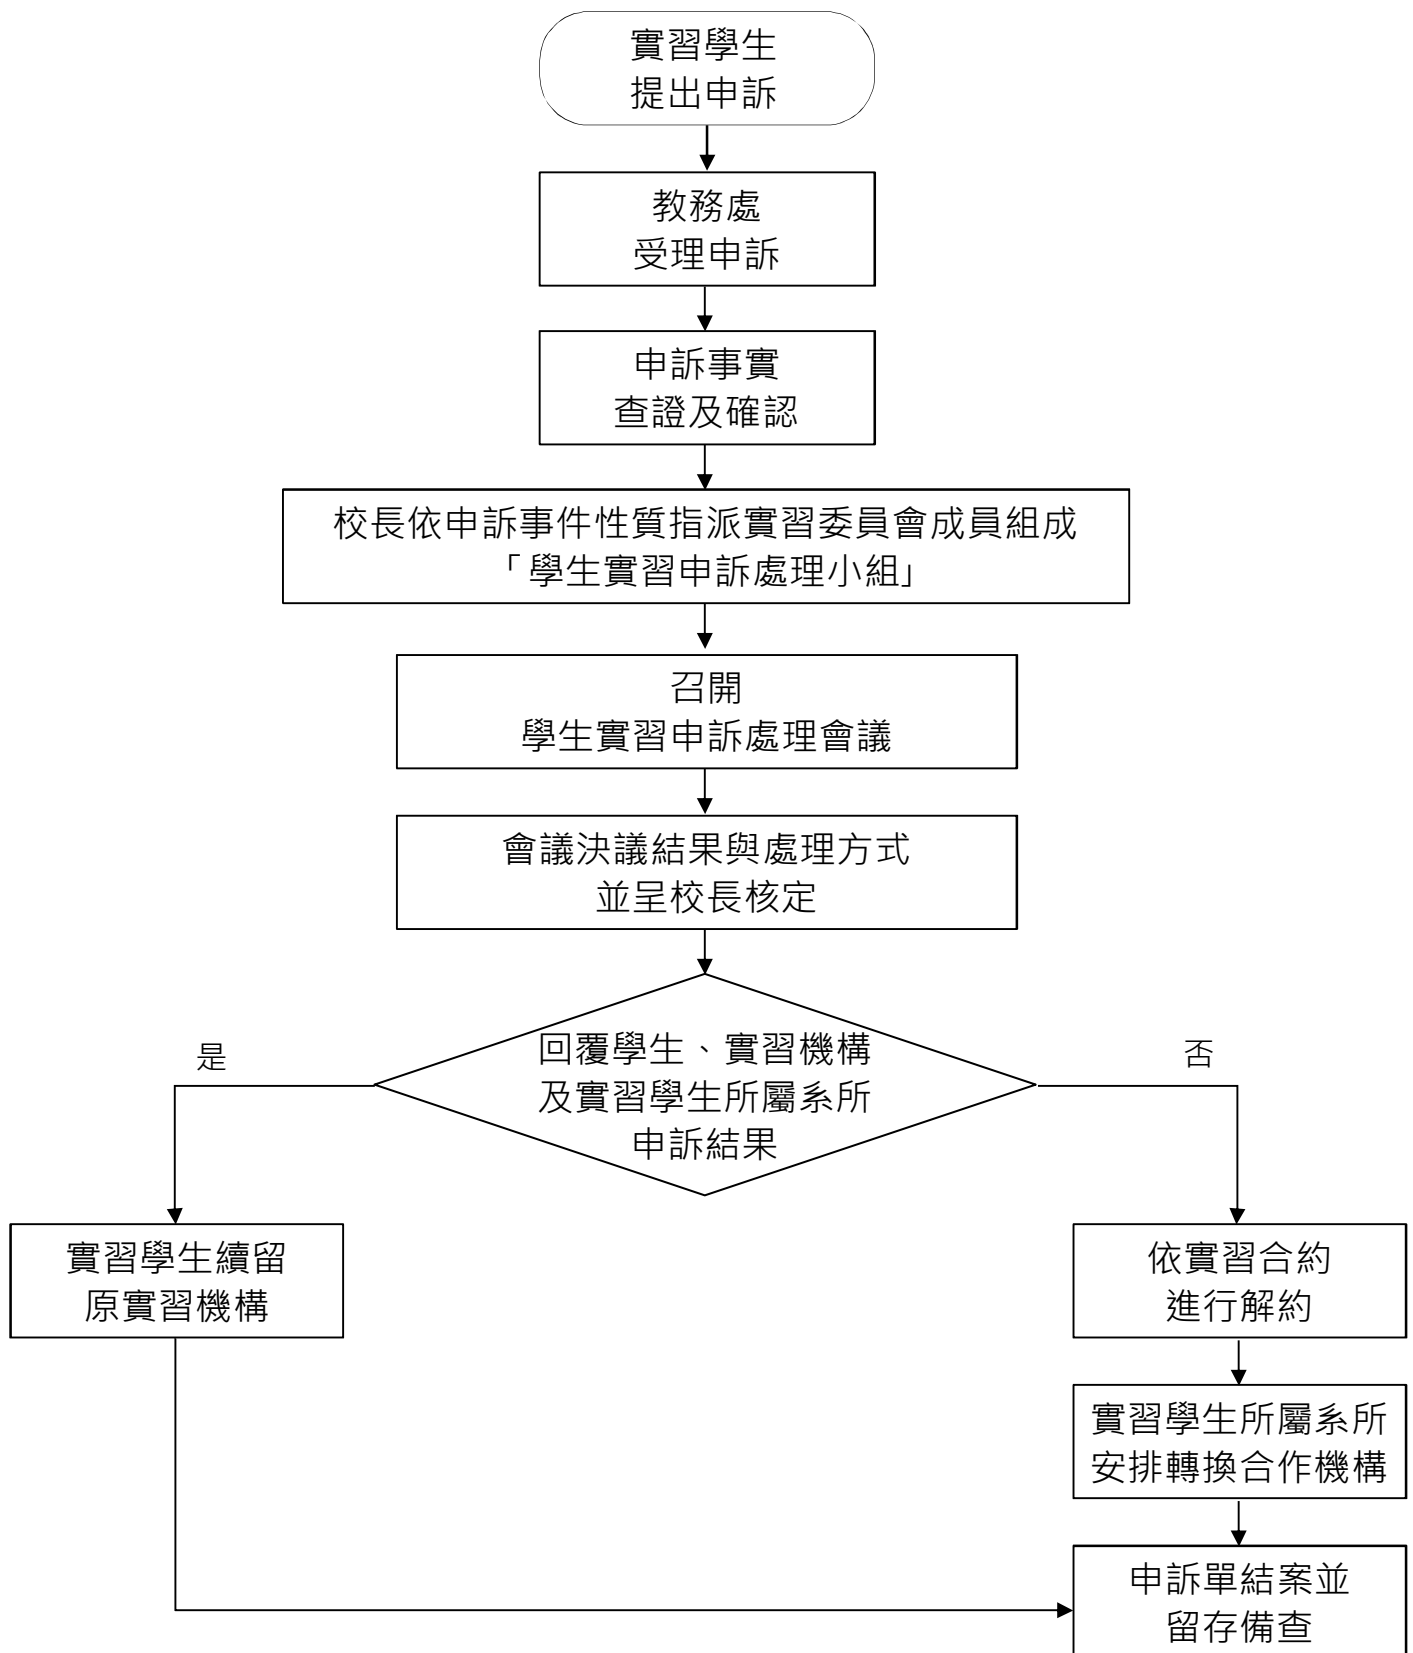 實習學生
提出申訴
教務處
受理申訴
申訴事實
查證及確認
校長依申訴事件性質指派實習委員會成員組成
「學生實習申訴處理小組」
召開
學生實習申訴處理會議
會議決議結果與處理方式
並呈校長核定
回覆學生、實習機構
及實習學生所屬系所
申訴結果
是
否
實習學生續留
原實習機構
依實習合約
進行解約
實習學生所屬系所
安排轉換合作機構
申訴單結案並
留存備查